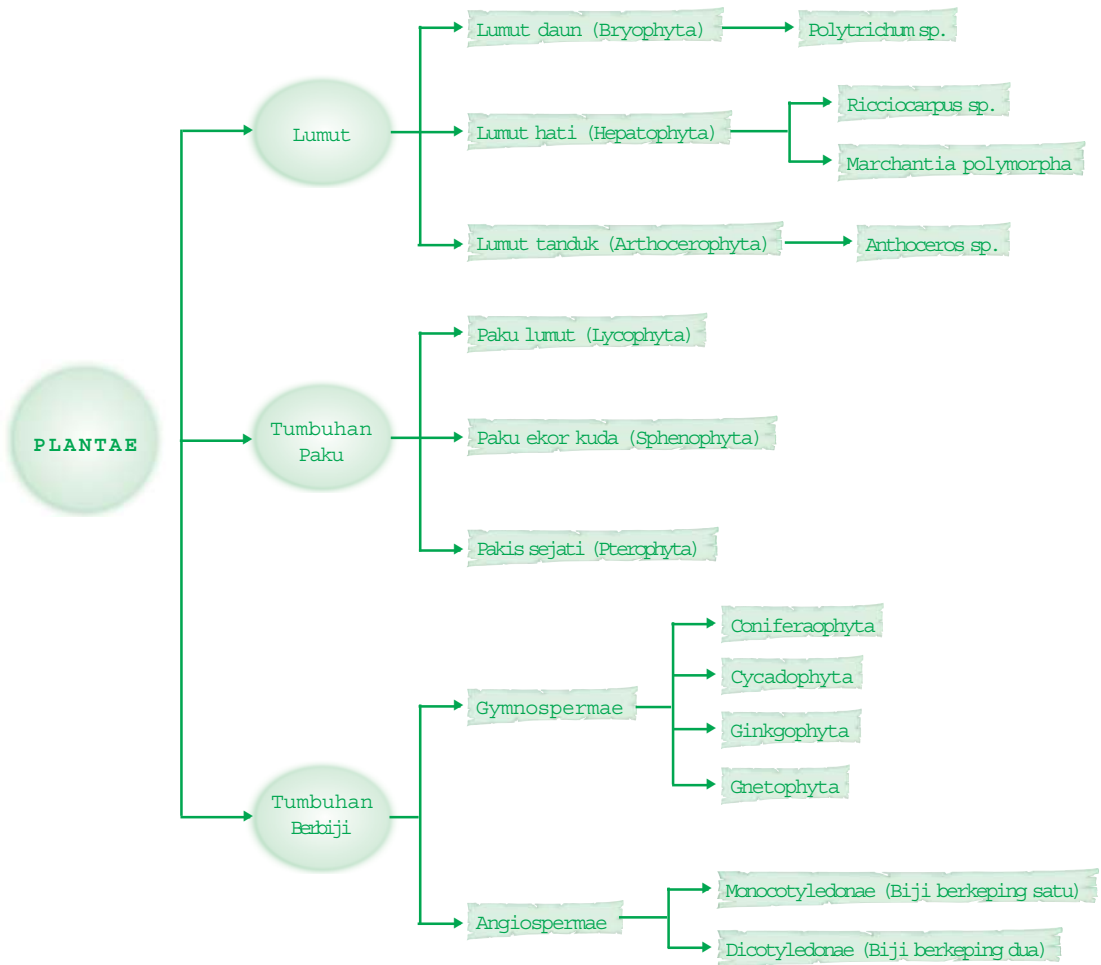 PLANTAE
Lumut
Lumut daun (Bryophyta)
Polytrichum sp.
Lumut hati (Hepatophyta)
Ricciocarpus sp.
Marchantia polymorpha
Lumut tanduk (Arthocerophyta)
Anthoceros sp.
Tumbuhan
Paku
Paku lumut (Lycophyta)
Paku ekor kuda (Sphenophyta)
Pakis sejati (Pterophyta)
Tumbuhan
Berbiji
Gymnospermae
Coniferaophyta
Cycadophyta
Ginkgophyta
Gnetophyta
Angiospermae
Monocotyledonae (Biji berkeping satu)
Dicotyledonae (Biji berkeping dua)